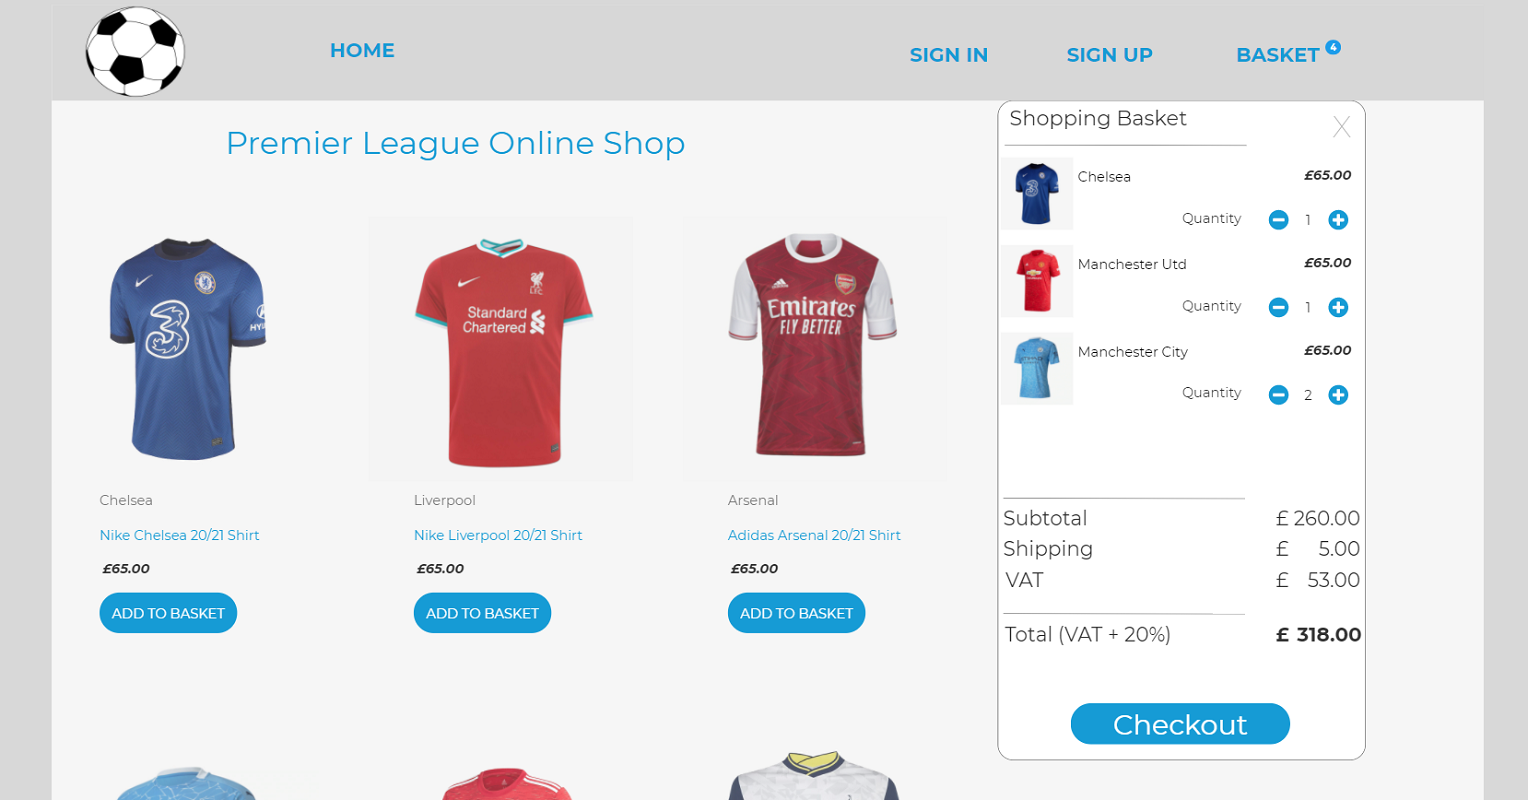 HOME
SIGN IN
SIGN UP
BASKET 4
Premier League Online Shop
3
HYU
L.F.C.
Standard
Chartered
Emirates
FLY BETTER
Chelsea
Nike Chelsea 20/21 Shirt
£65.00
ADD TO BASKET
Liverpool
Nike Liverpool 20/21 Shirt
£65.00
ADD TO BASKET
Arsenal
Adidas Arsenal 20/21 Shirt
£65.00
ADD TO BASKET
Shopping Basket
X
3
Chelsea
£65.00
Quantity
1
Manchester Utd
£65.00
Quantity
1
Manchester City
£65.00
Quantity
2
Subtotal £ 260.00
Shipping £ 5.00
VAT £ 53.00
Total (VAT + 20%) £ 318.00
Checkout